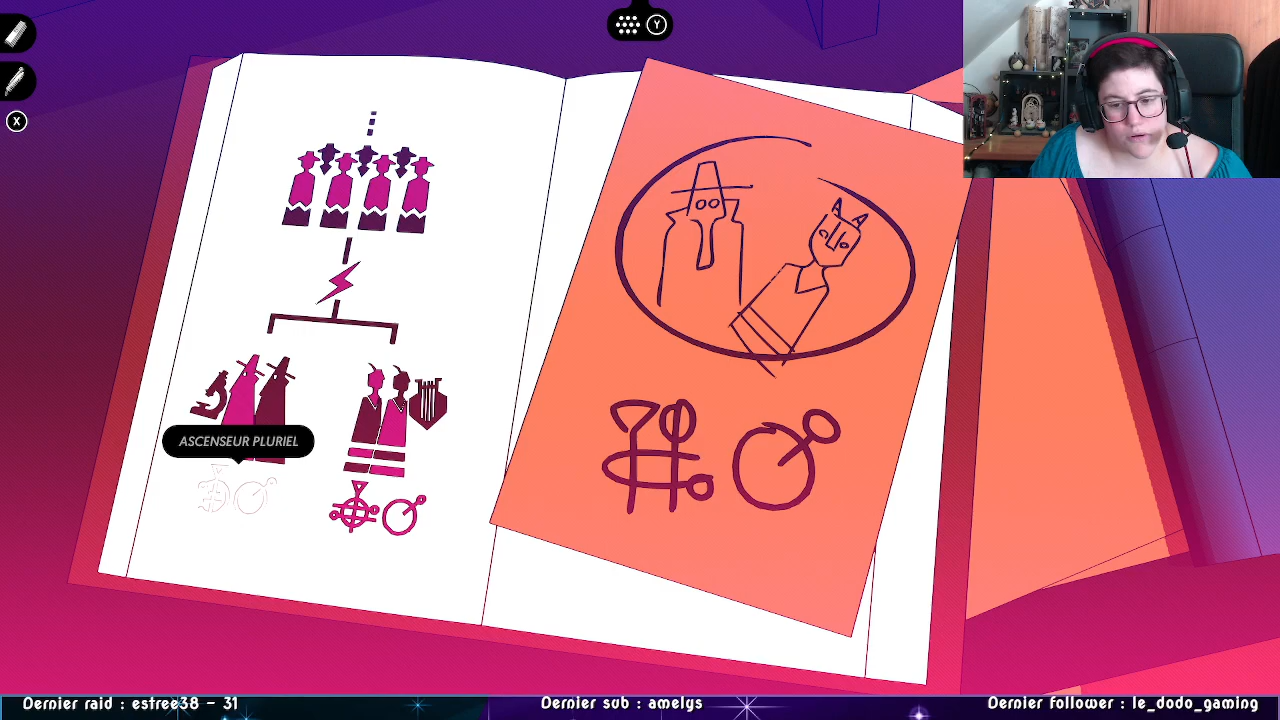 Y
X
ASCENSEUR PLURIEL
Dernier raid : estree38 - 31
Dernier sub : amelys
Dernier follower : le_dodo_gaming